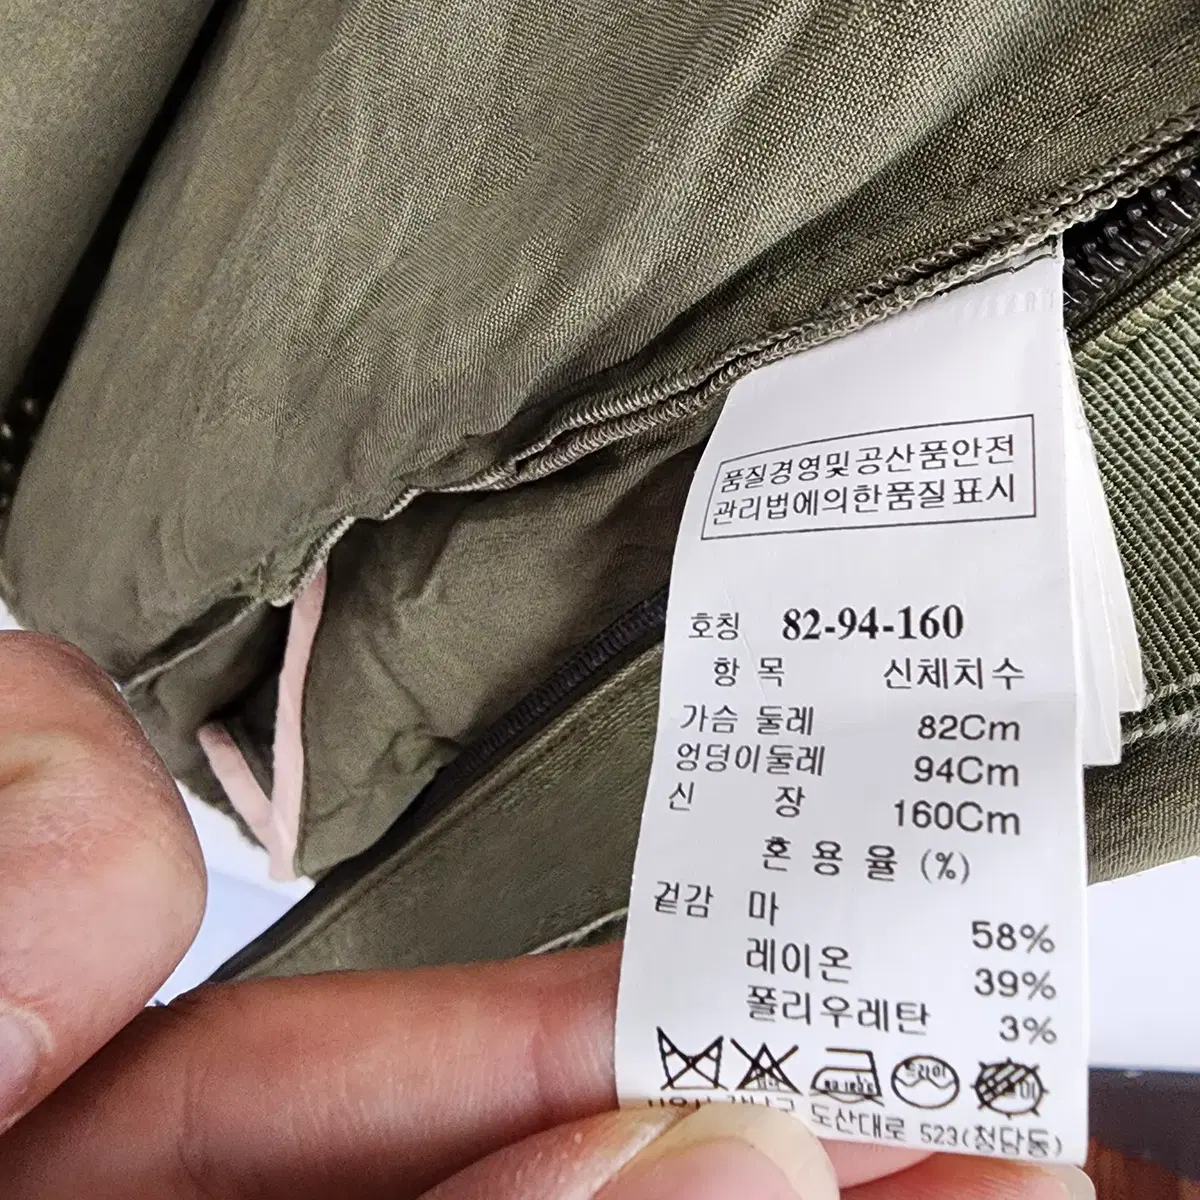 품질경영및공산품안전
관리법에의한품질표시
호칭 82-94-160
항 목 신체치수
가슴 둘레 82Cm
엉덩이둘레 94Cm
신 장 160Cm
혼 용 율 (%)
겉감 마 58%
레이온 39%
폴리우레탄 3%
드라이
도산대로 523(청담동)